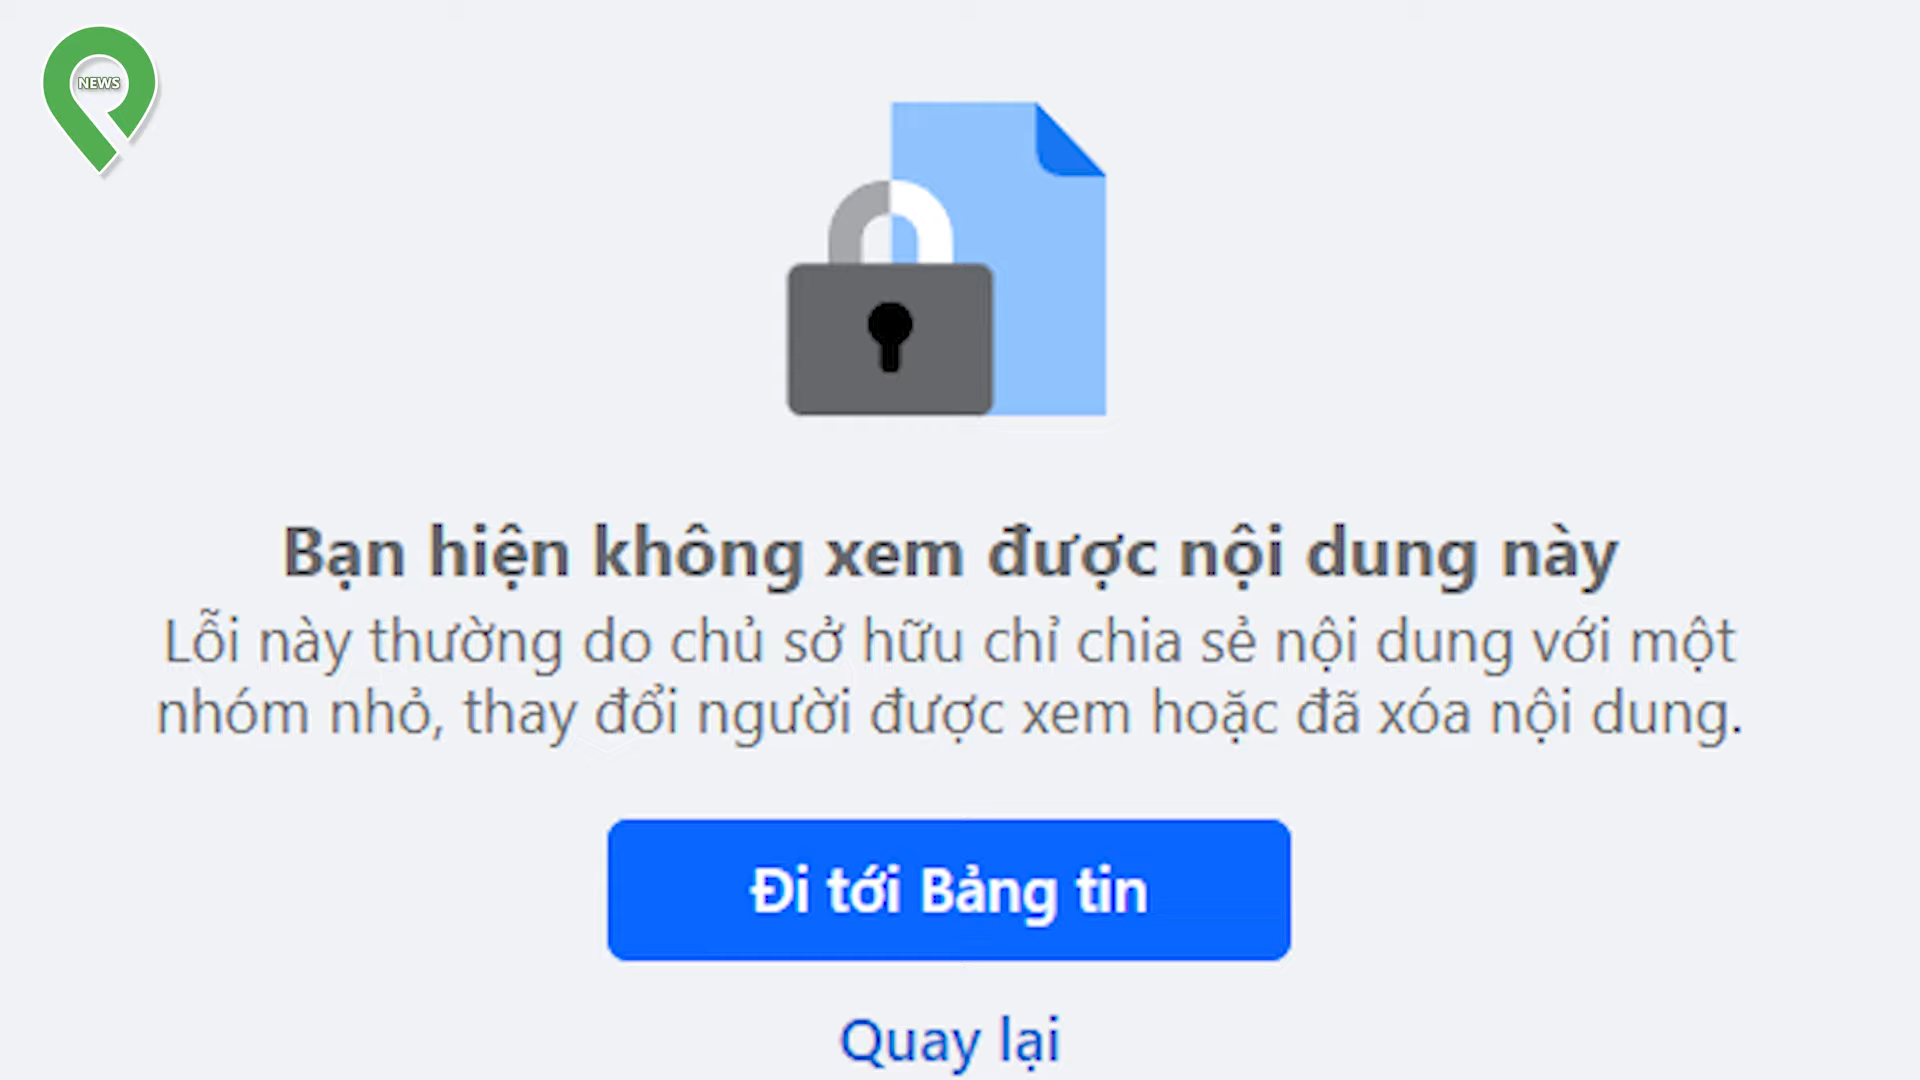 NEWS
Bạn hiện không xem được nội dung này
Lỗi này thường do chủ sở hữu chỉ chia sẻ nội dung với một
nhóm nhỏ, thay đổi người được xem hoặc đã xóa nội dung.
Đi tới Bảng tin
Quay lại